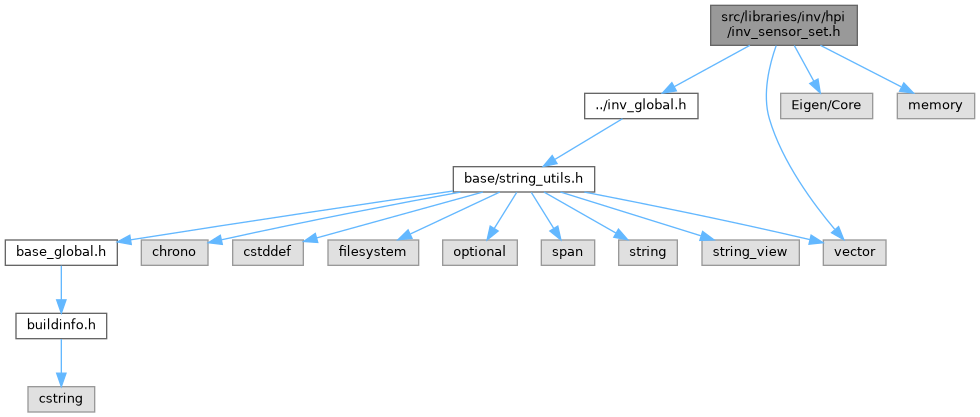 src/libraries/inv/hpi
/inv_sensor_set.h
../inv_global.h
Eigen/Core
memory
base/string_utils.h
base_global.h
chrono
cstddef
filesystem
optional
span
string
string_view
vector
buildinfo.h
cstring